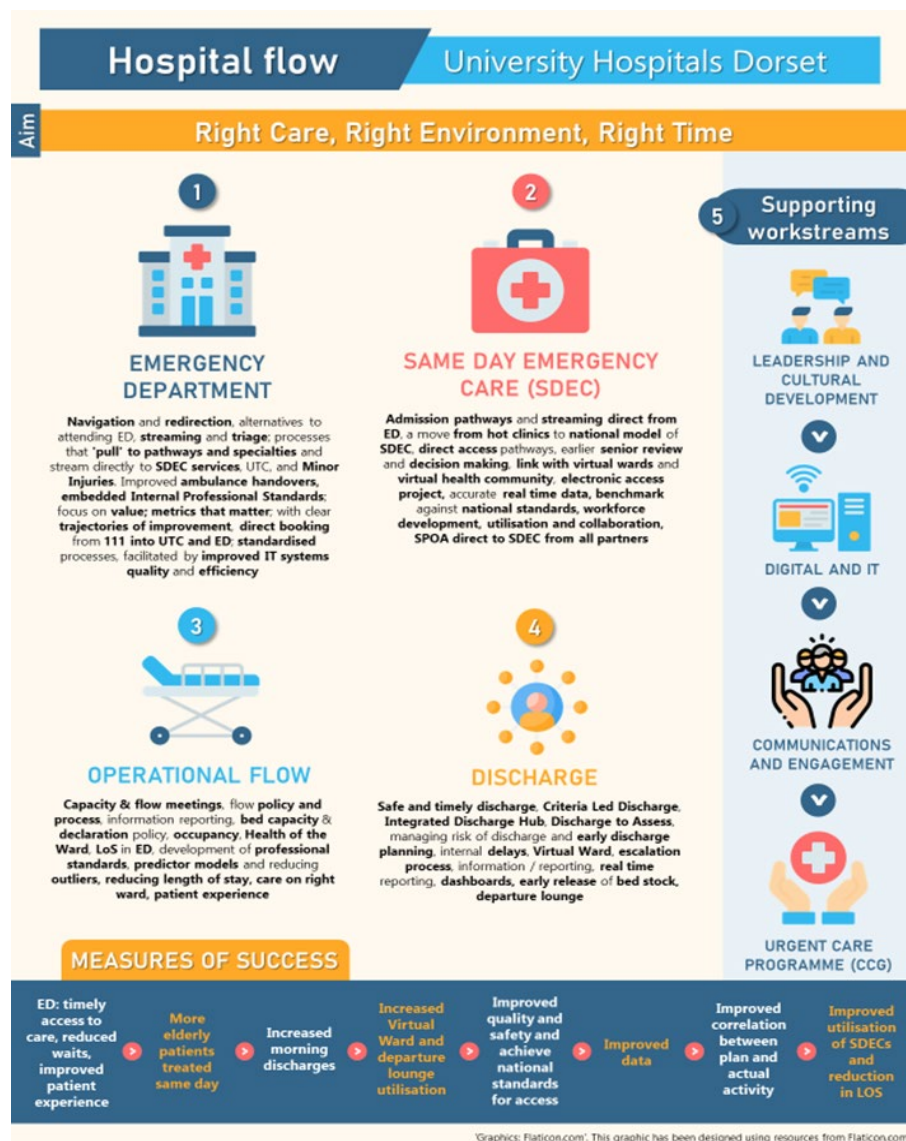 Hospital flow
University Hospitals Dorset
Aim
Right Care, Right Environment, Right Time
1
EMERGENCY
DEPARTMENT
Navigation and redirection, alternatives to
attending ED, streaming and triage; processes
that 'pull' to pathways and specialties and
stream directly to SDEC services, UTC, and Minor
Injuries. Improved ambulance handovers,
embedded Internal Professional Standards;
focus on value; metrics that matter; with clear
trajectories of improvement, direct booking
from 111 into UTC and ED; standardised
processes, facilitated by improved IT systems
quality and efficiency
2
SAME DAY EMERGENCY
CARE (SDEC)
Admission pathways and streaming direct from
ED, a move from hot clinics to national model of
SDEC, direct access pathways, earlier senior review
and decision making, link with virtual wards and
virtual health community, electronic access
project, accurate real time data, benchmark
against national standards, workforce
development, utilisation and collaboration,
SPOA direct to SDEC from all partners
3
OPERATIONAL FLOW
Capacity & flow meetings, flow policy and
process, information reporting, bed capacity &
declaration policy, occupancy, Health of the
Ward, LoS in ED, development of professional
standards, predictor models and reducing
outliers, reducing length of stay, care on right
ward, patient experience
4
DISCHARGE
Safe and timely discharge, Criteria Led Discharge,
Integrated Discharge Hub, Discharge to Assess,
managing risk of discharge and early discharge
planning, internal delays, Virtual Ward, escalation
process, information / reporting, real time
reporting, dashboards, early release of bed stock,
departure lounge
5
Supporting
workstreams
LEADERSHIP AND
CULTURAL
DEVELOPMENT
DIGITAL AND IT
COMMUNICATIONS
AND ENGAGEMENT
URGENT CARE
PROGRAMME (CCG)
MEASURES OF SUCCESS
ED: timely
access to
care, reduced
waits,
improved
patient
experience
More
elderly
patients
treated
same day
Increased
morning
discharges
Increased
Virtual
Ward and
departure
lounge
utilisation
Improved
quality and
safety and
achieve
national
standards
for access
Improved
data
Improved
correlation
between
plan and
actual
activity
Improved
utilisation
of SDECs
and
reduction
in LOS
'Graphics: Flaticon.com'. This graphic has been designed using resources from Flaticon.com